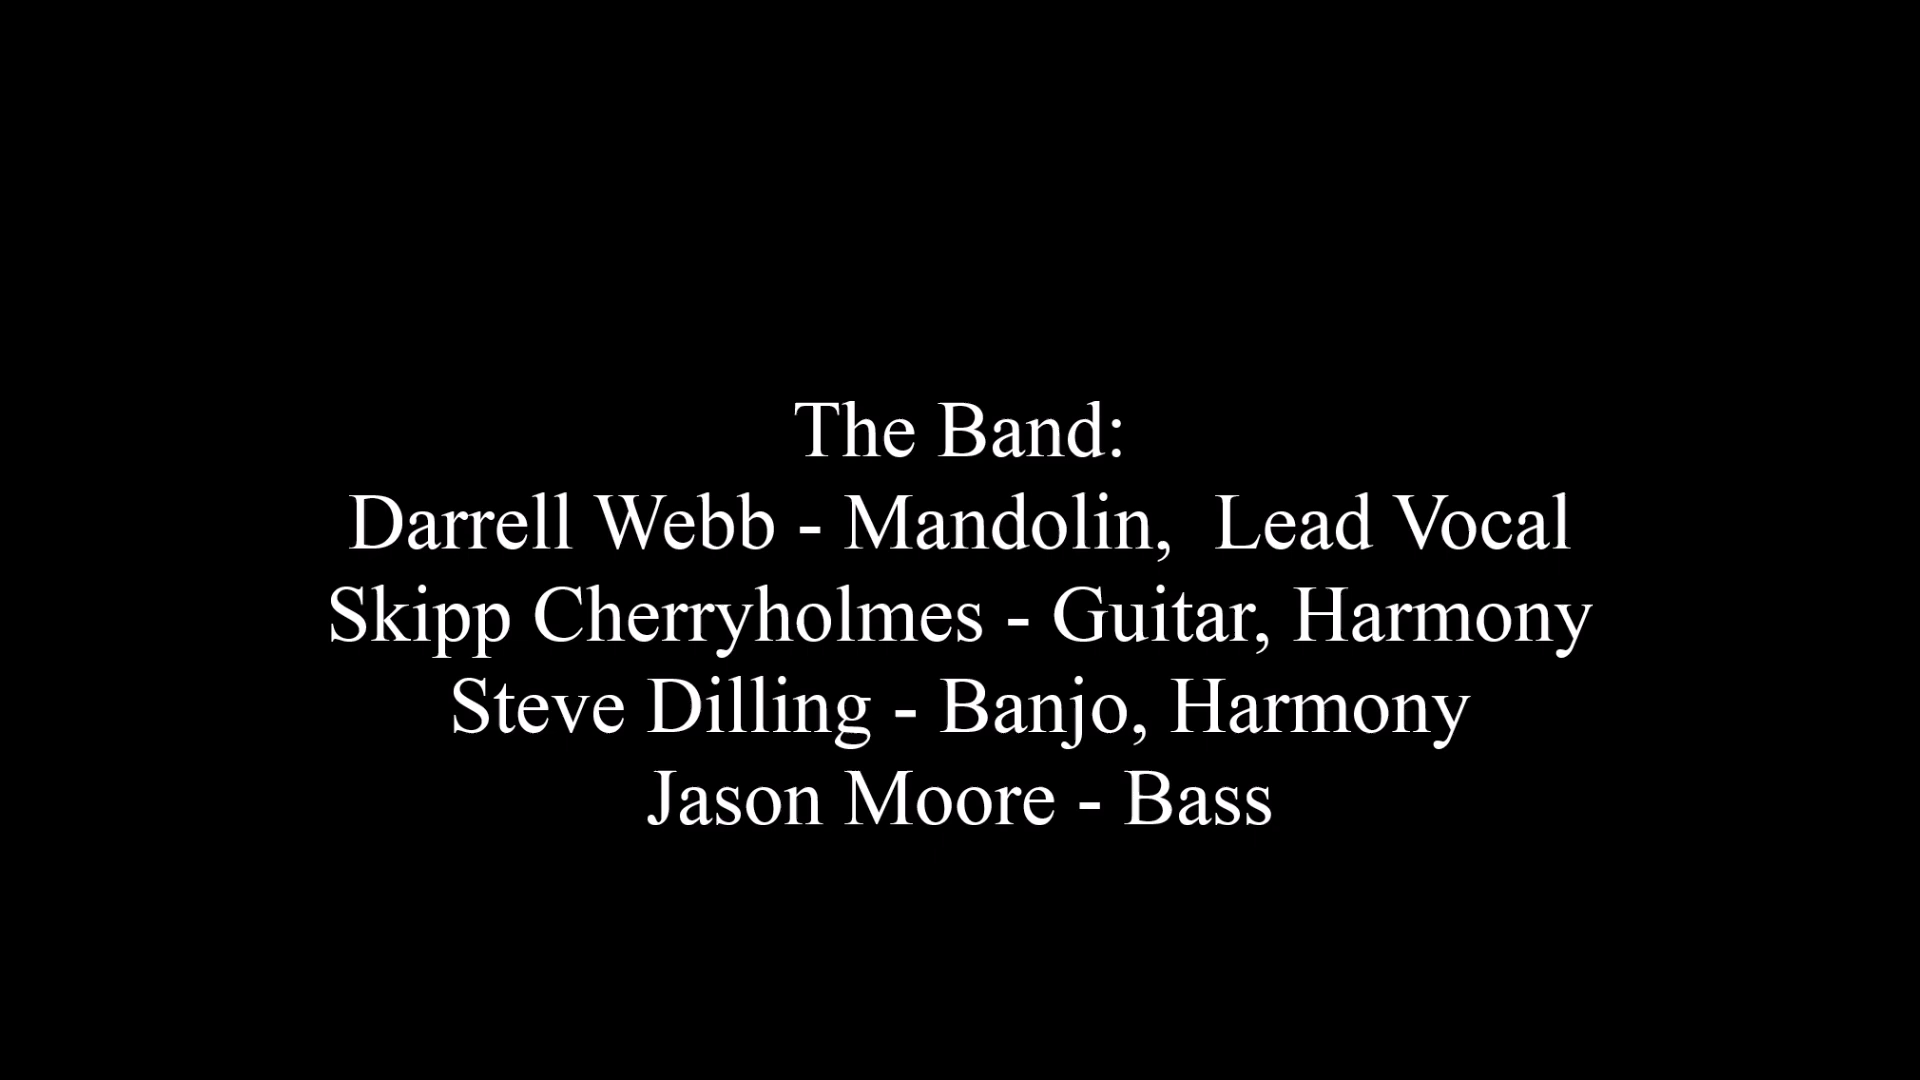 The Band:
Darrell Webb - Mandolin,  Lead Vocal
Skipp Cherryholmes - Guitar, Harmony
Steve Dilling - Banjo, Harmony
Jason Moore - Bass